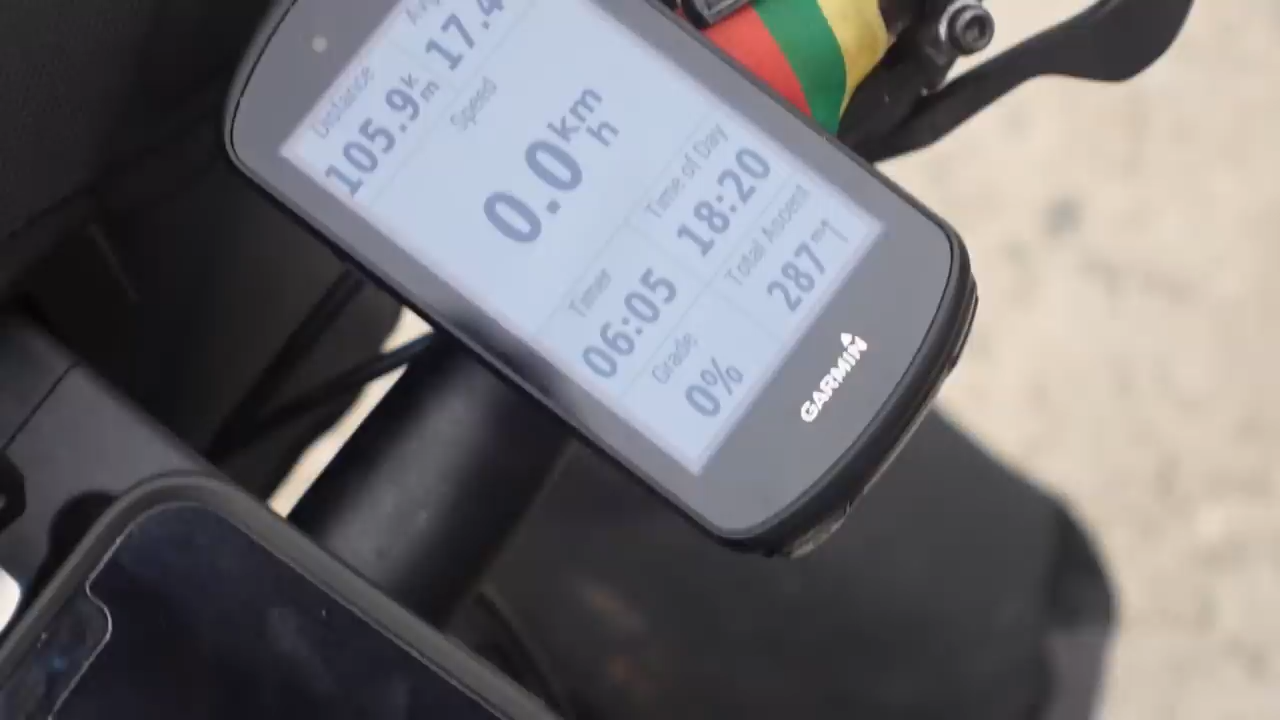 Distance
105.9 km
17.4
Speed
0.0 km/h
Timer
06:05
Time of Day
18:20
Grade
0%
Total Ascent
287
GARMIN